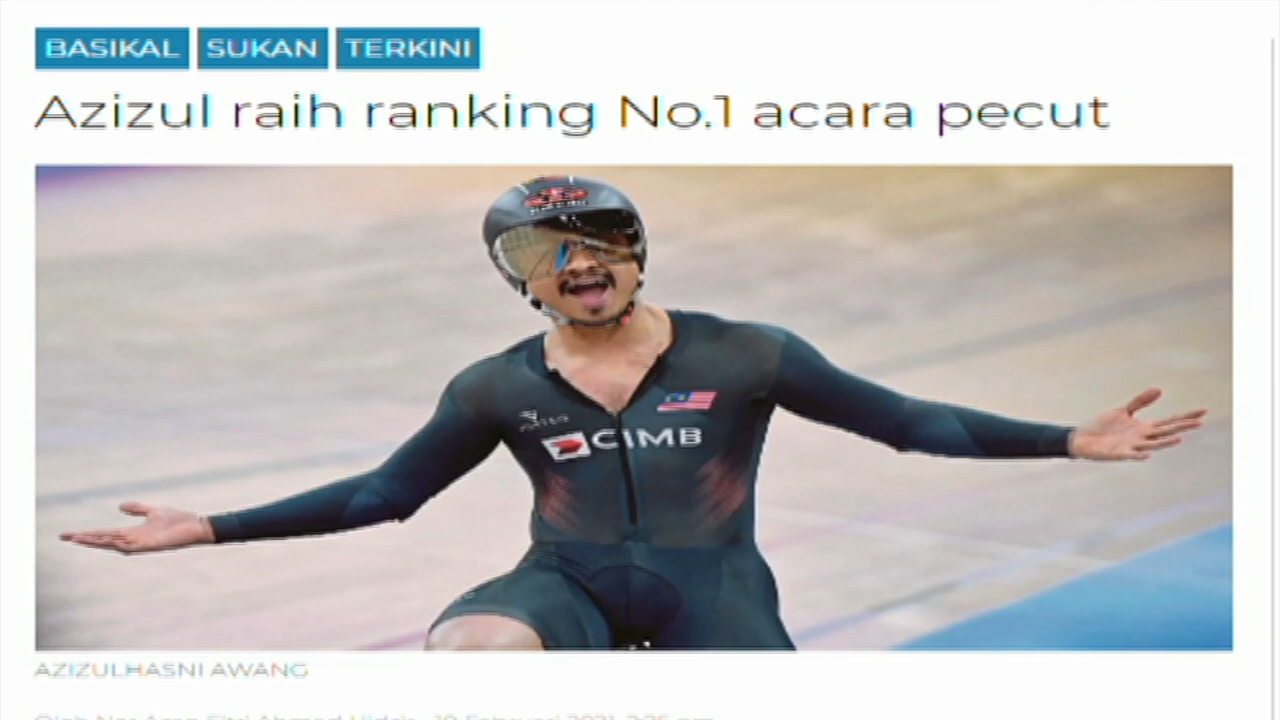 BASIKAL SUKAN TERKINI
Azizul raih ranking No.1 acara pecut
CIMB
AZIZULHASNI AWANG